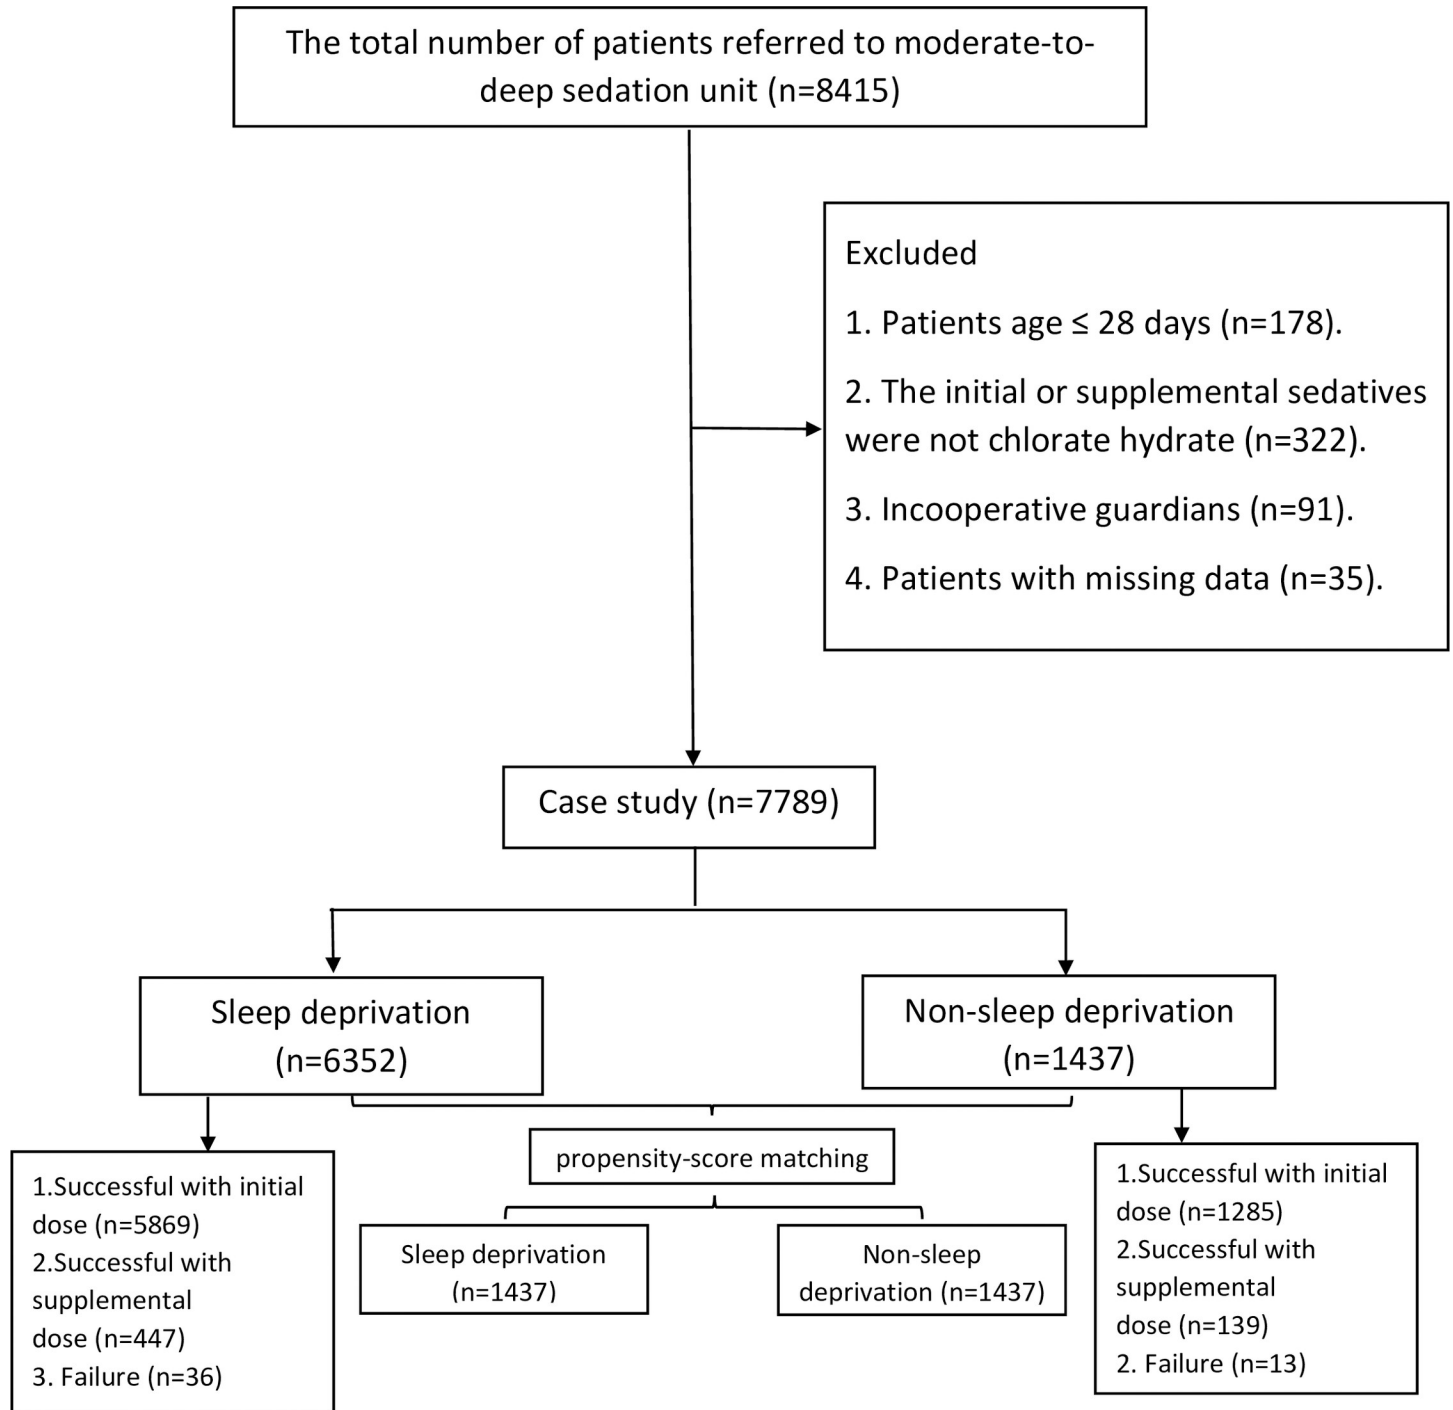 The total number of patients referred to moderate-to-
deep sedation unit (n=8415)
Excluded
1. Patients age ≤ 28 days (n=178).
2. The initial or supplemental sedatives
were not chlorate hydrate (n=322).
3. Incooperative guardians (n=91).
4. Patients with missing data (n=35).
Case study (n=7789)
Sleep deprivation
(n=6352)
Non-sleep deprivation
(n=1437)
1.Successful with initial
dose (n=5869)
2.Successful with
supplemental
dose (n=447)
3. Failure (n=36)
propensity-score matching
Sleep deprivation
(n=1437)
Non-sleep
deprivation (n=1437)
1.Successful with initial
dose (n=1285)
2.Successful with
supplemental
dose (n=139)
2. Failure (n=13)